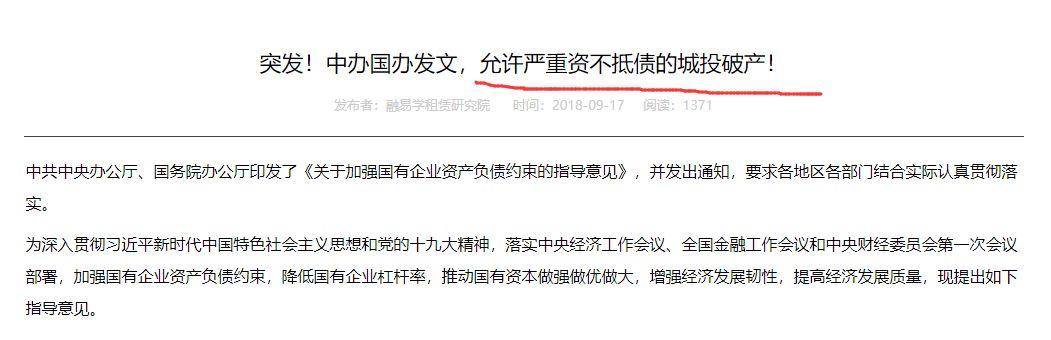 突发！中办国办发文，允许严重资不抵债的城投破产！
发布者：融易学租赁研究院 时间：2018-09-17 阅读：1371
中共中央办公厅、国务院办公厅印发了《关于加强国有企业资产负债约束的指导意见》，并发出通知，要求各地区各部门结合实际认真贯彻落
实。
为深入贯彻习近平新时代中国特色社会主义思想和党的十九大精神，落实中央经济工作会议、全国金融工作会议和中央财经委员会第一次会议
部署，加强国有企业资产负债约束，降低国有企业杠杆率，推动国有资本做强做优做大，增强经济发展韧性，提高经济发展质量，现提出如下
指导意见。